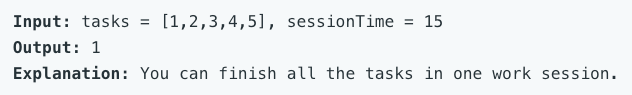 Input: tasks = [1,2,3,4,5], sessionTime = 15
Output: 1
Explanation: You can finish all the tasks in one work session.